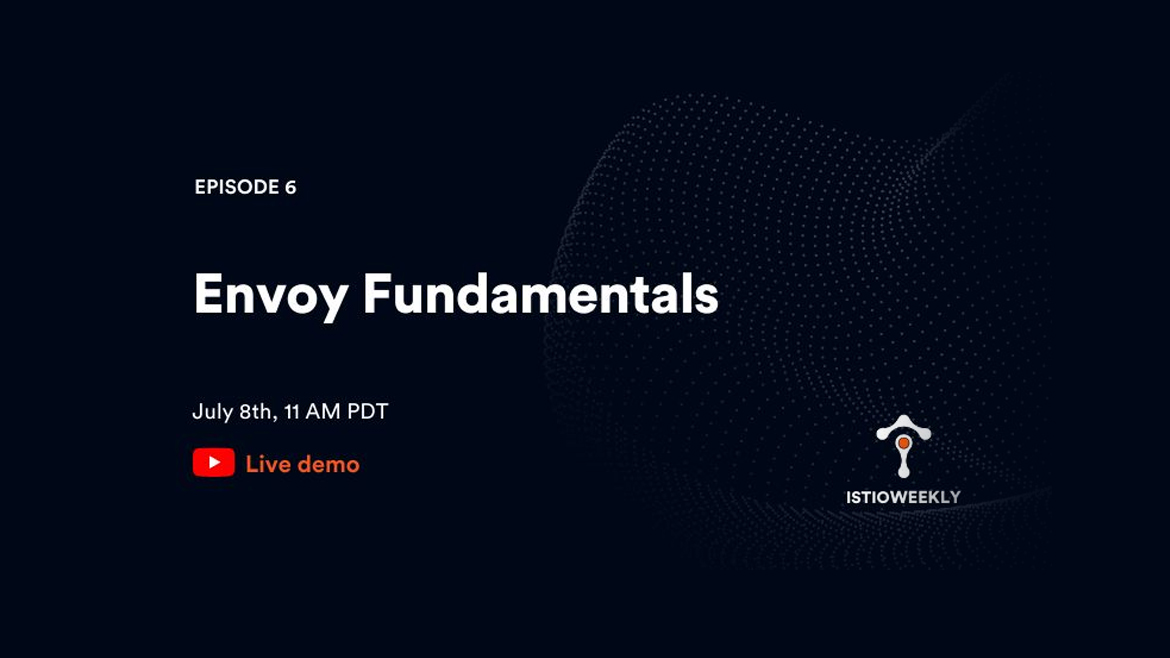 EPISODE 6
Envoy Fundamentals
July 8th, 11 AM PDT
Live demo
ISTIOWEEKLY